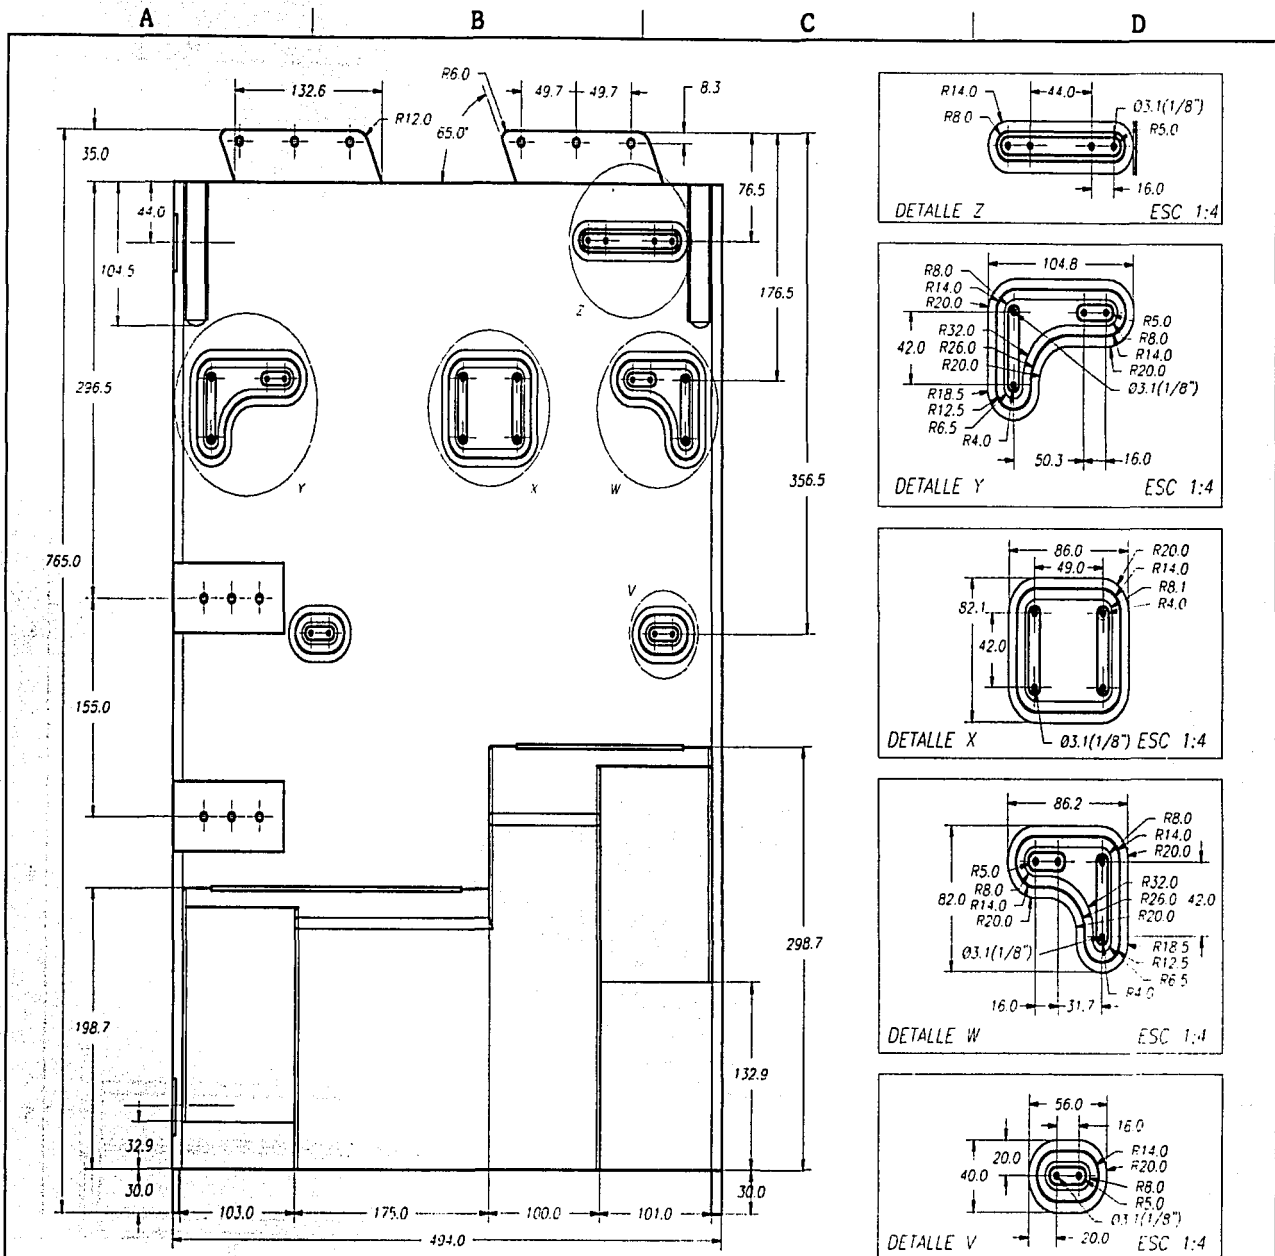 A B C D
132.6
R6.0
49.7 49.7
8.3
R12.0
65.0°
35.0
44.0
76.5
104.5
176.5
Z
296.5
Y X W
356.5
765.0
V
155.0
298.7
198.7
132.9
32.9
30.0
30.0
103.0 175.0 100.0 101.0
494.0
R14.0
44.0
Ø3.1(1/8")
R8.0
R5.0
16.0
DETALLE Z ESC 1:4
104.8
R8.0
R14.0
R20.0
R5.0
R32.0
R8.0
42.0
R26.0
R14.0
R20.0
R20.0
Ø3.1(1/8")
R18.5
R12.5
R6.5
R4.0
50.3 16.0
DETALLE Y ESC 1:4
86.0
R20.0
49.0
R14.0
R8.1
82.1
R4.0
42.0
DETALLE X Ø3.1(1/8") ESC 1:4
86.2
R8.0
R14.0
R20.0
R5.0
R8.0
R32.0
82.0
R14.0
R26.0
42.0
R20.0
R20.0
Ø3.1(1/8")
R18.5
R12.5
R6.5
R4.0
16.0 31.7
DETALLE W ESC 1:4
56.0
16.0
20.0
R14.0
R20.0
40.0
R8.0
R5.0
Ø3.1(1/8")
20.0
DETALLE V ESC 1:4